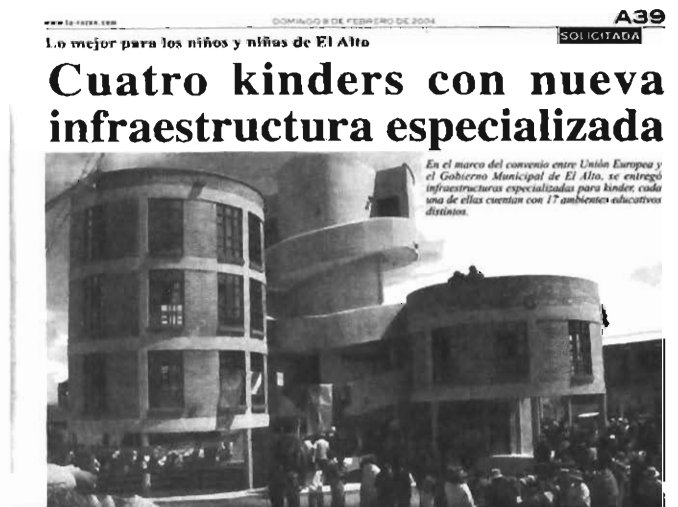 www.la-razon.com
DOMINGO 8 DE FEBRERO DE 2004
A39
SOLICITADA
Lo mejor para los niños y niñas de El Alto
Cuatro kinders con nueva
infraestructura especializada
En el marco del convenio entre Unión Europea y
el Gobierno Municipal de El Alto, se entregó
infraestructuras especializadas para kinder, cada
una de ellas cuentan con 17 ambientes educativos
distintos.